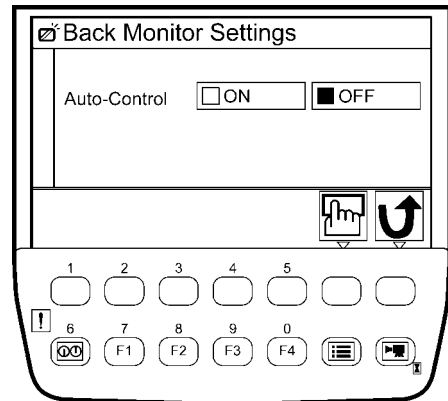 Back Monitor Settings
Auto-Control ON OFF
1 2 3 4 5
! 6 7 8 9 0
F1 F2 F3 F4